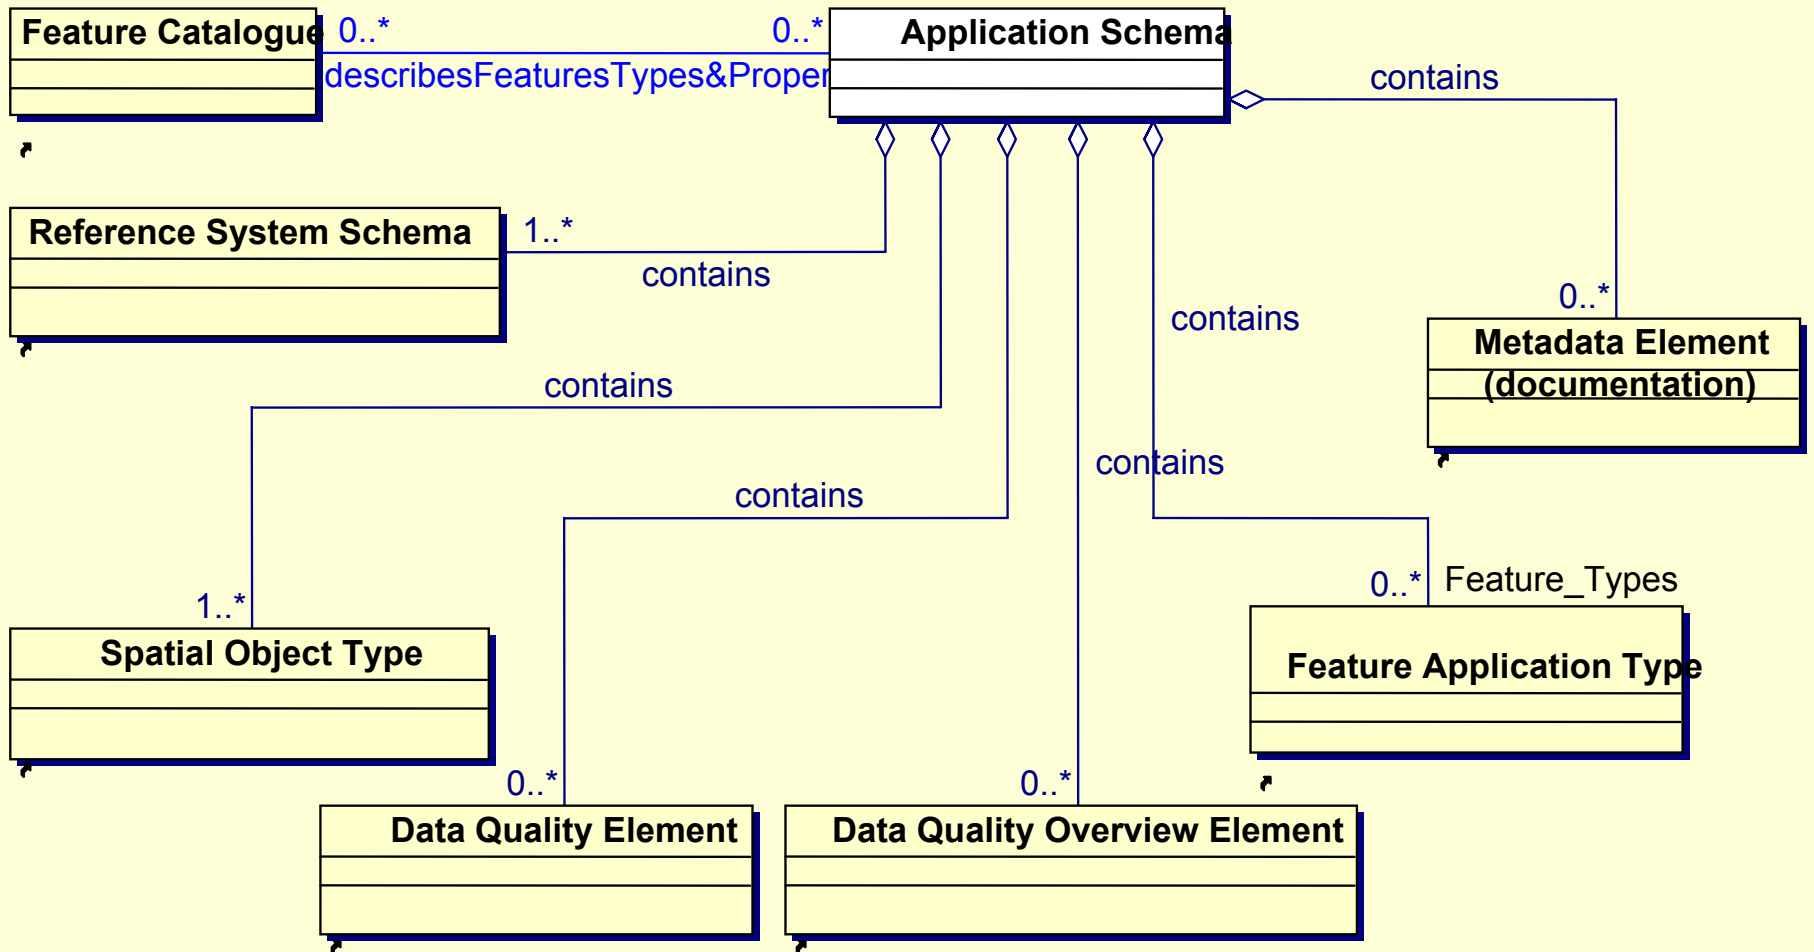 Feature Catalogue
0..*
0..*
describesFeaturesTypes&Proper
Application Schema
contains
Reference System Schema
1..*
contains
contains
0..*
Metadata Element
(documentation)
contains
contains
contains
1..*
Spatial Object Type
0..*
Feature_Types
Feature Application Type
0..*
Data Quality Element
0..*
Data Quality Overview Element